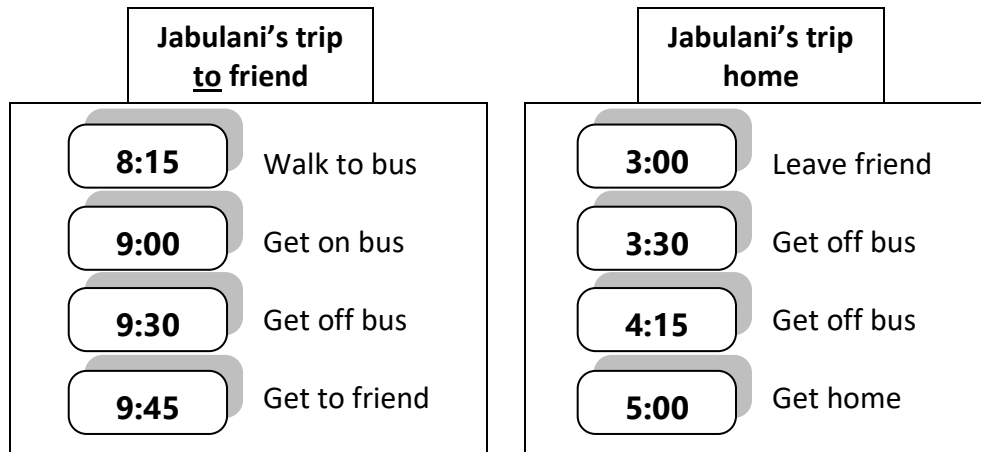 Jabulani’s trip
to friend
8:15 Walk to bus
9:00 Get on bus
9:30 Get off bus
9:45 Get to friend
Jabulani’s trip
home
3:00 Leave friend
3:30 Get off bus
4:15 Get off bus
5:00 Get home